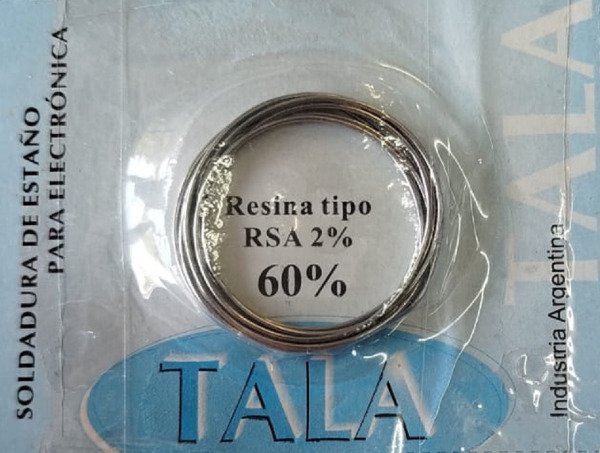 SOLDADURA DE ESTAÑO
PARA ELECTRÓNICA
Resina tipo
RSA 2%
60%
TALA
TALA
Industria Argentina